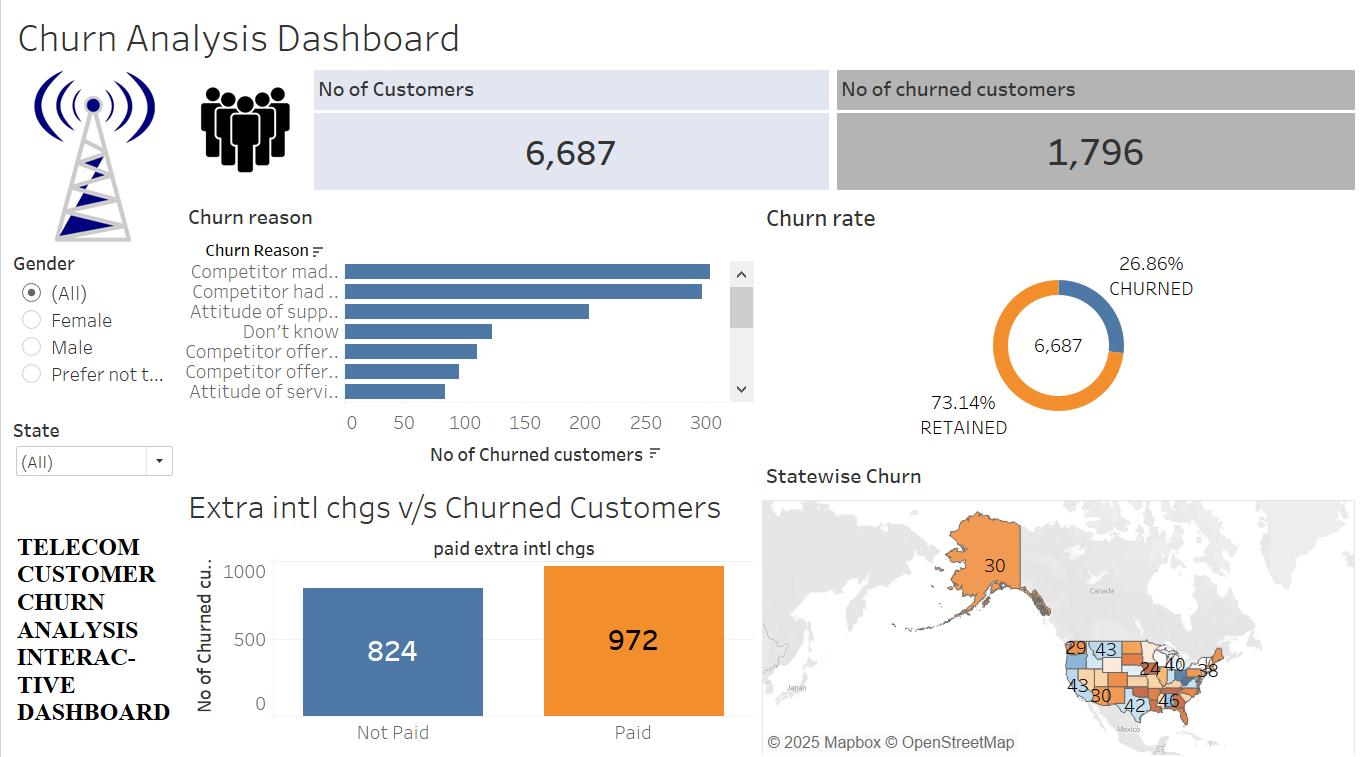 Churn Analysis Dashboard
No of Customers
6,687
No of churned customers
1,796
Gender
(All)
Female
Male
Prefer not t...
State
(All)
TELECOM
CUSTOMER
CHURN
ANALYSIS
INTERAC-
TIVE
DASHBOARD
Churn reason
Churn Reason
Competitor mad..
Competitor had ..
Attitude of supp..
Don’t know
Competitor offer..
Competitor offer..
Attitude of servi..
0 50 100 150 200 250 300
No of Churned customers
Churn rate
26.86%
CHURNED
6,687
73.14%
RETAINED
Extra intl chgs v/s Churned Customers
paid extra intl chgs
No of Churned cu..
1000
500
0
824
972
Not Paid
Paid
Statewise Churn
30
Canada
29
43
24
40
38
43
30
42
46
Japan
Mexico
© 2025 Mapbox © OpenStreetMap